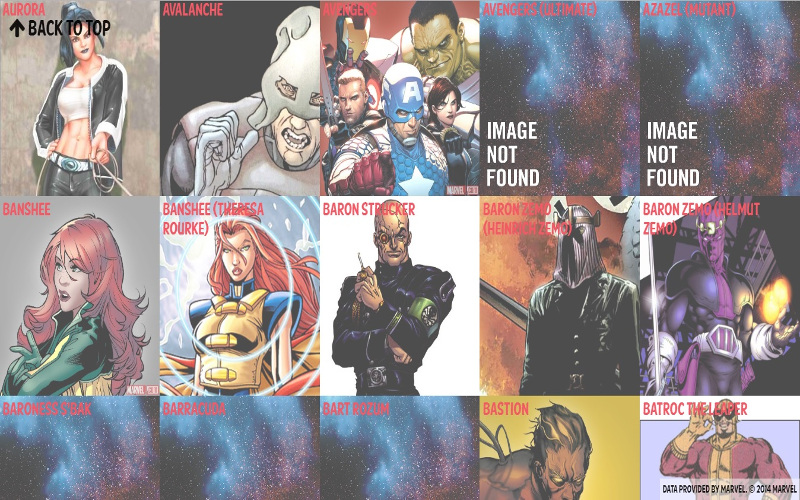 AURORA
BACK TO TOP
AVALANCHE
AVENGERS
AVENGERS (ULTIMATE)
AZAZEL (MUTANT)
A
IMAGE
NOT
FOUND
IMAGE
NOT
FOUND
BANSHEE
BANSHEE (THERESA
ROURKE)
BARON STRUCKER
BARON ZEMO
(HEINRICH ZEMO)
BARON ZEMO (HELMUT
ZEMO)
BARONESS S'BAK
BARRACUDA
BART ROZUM
BASTION
BATROC THE LEAPER
DATA PROVIDED BY MARVEL. © 2014 MARVEL